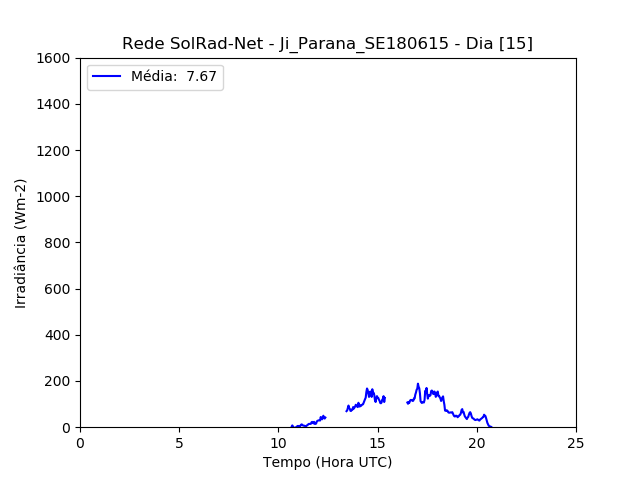 Rede SolRad-Net - Ji_Parana_SE180615 - Dia [15]
Média:  7.67
1600
1400
1200
1000
800
600
400
200
0
Irradiância (Wm-2)
0 5 10 15 20 25
Tempo (Hora UTC)